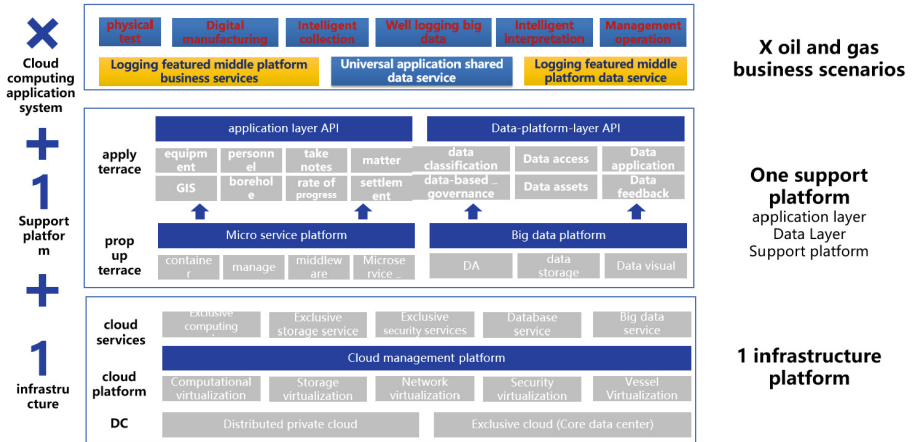 X
Cloud
computing
application
system
+
1
Support
platfor
m
+
1
infrastru
cture
physical
test
Digital
manufacturing
Intelligent
collection
Well logging big
data
Intelligent
interpretation
Management
operation
Logging featured middle platform
business services
Universal application shared
data service
Logging featured middle
platform data service
X oil and gas
business scenarios
apply
terrace
application layer API
Data-platform-layer API
equipm
ent
personn
el
take
notes
matter
data
classification
Data access
Data
application
GIS
borehol
e
rate of
progress
settlem
ent
data-based _
governance
Data assets
Data
feedback
prop
up
terrace
Micro service platform
Big data platform
containe
r
manage
middlew
are
Microse
rvice _
DA
data
storage
Data visual
One support
platform
application layer
Data Layer
Support platform
cloud
services
Exclusive
computing
Exclusive
storage service
Exclusive
security services
Database
service
Big data
service
Cloud management platform
cloud
platform
Computational
virtualization
Storage
virtualization
Network
virtualization
Security
virtualization
Vessel
Virtualization
DC
Distributed private cloud
Exclusive cloud (Core data center)
1 infrastructure
platform